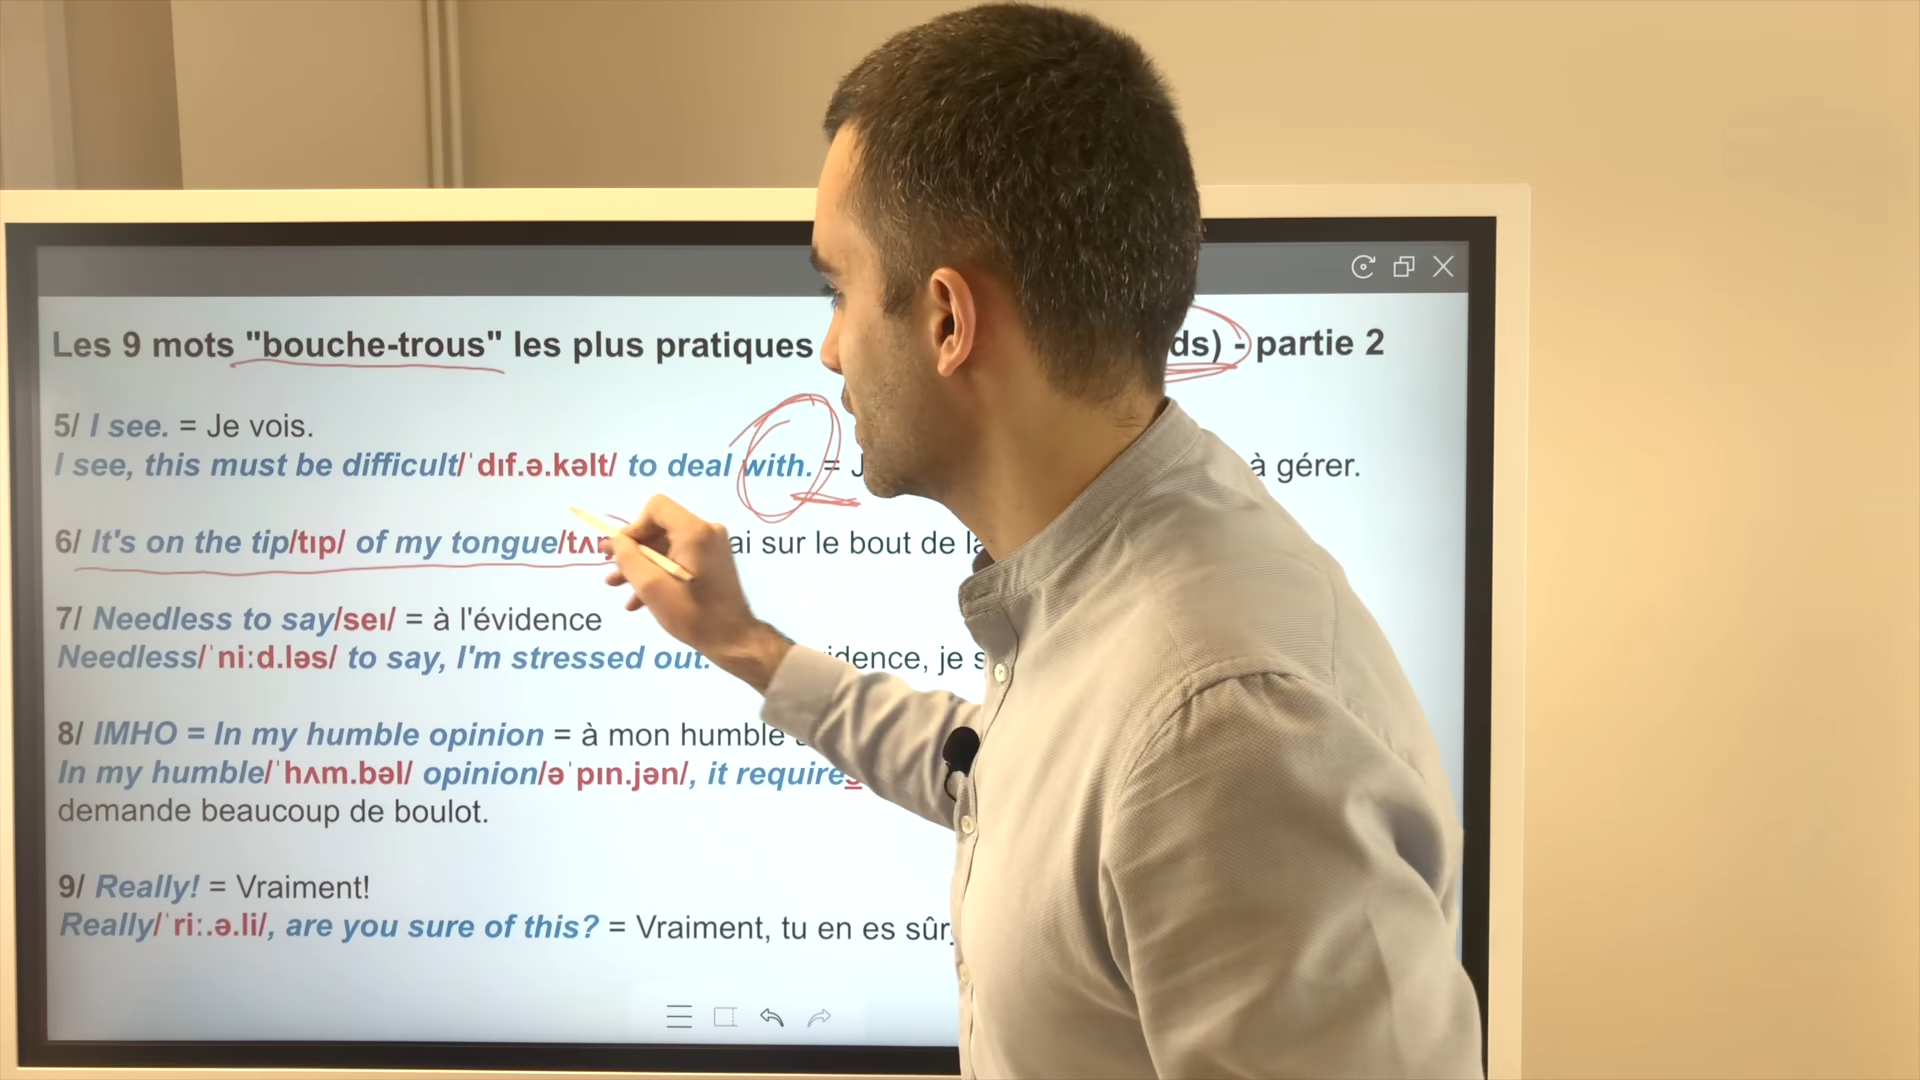 Les 9 mots "bouche-trous" les plus pratiques ds) - partie 2
5/ I see. = Je vois.
I see, this must be difficult/ˈdɪf.ə.kəlt/ to deal with. = J à gérer.
6/ It's on the tip/tɪp/ of my tongue/tʌ ai sur le bout de la
7/ Needless to say/seɪ/ = à l'évidence
Needless/ˈniːd.ləs/ to say, I'm stressed out. idence, je s
8/ IMHO = In my humble opinion = à mon humble
In my humble/ˈhʌm.bəl/ opinion/əˈpɪn.jən/, it requires
demande beaucoup de boulot.
9/ Really! = Vraiment!
Really/ˈriː.ə.li/, are you sure of this? = Vraiment, tu en es sûr